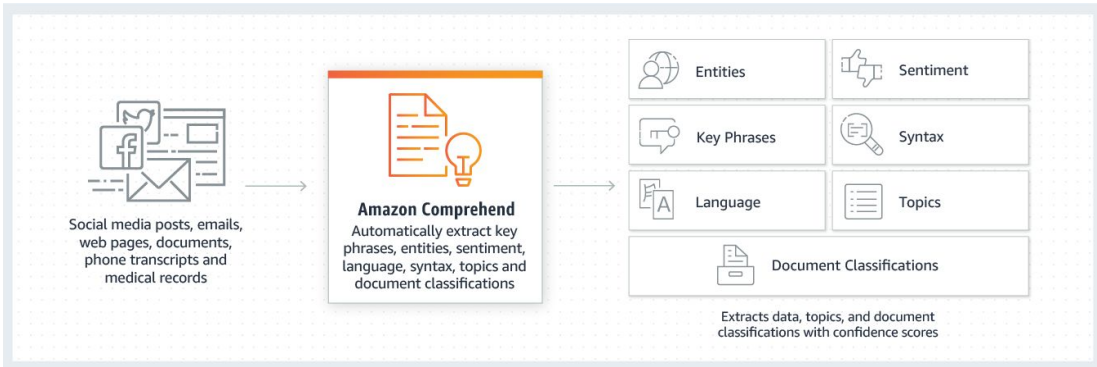 Social media posts, emails,
web pages, documents,
phone transcripts and
medical records
Amazon Comprehend
Automatically extract key
phrases, entities, sentiment,
language, syntax, topics and
document classifications
Entities
Sentiment
Key Phrases
Syntax
A
Language
Topics
Document Classifications
Extracts data, topics, and document
classifications with confidence scores